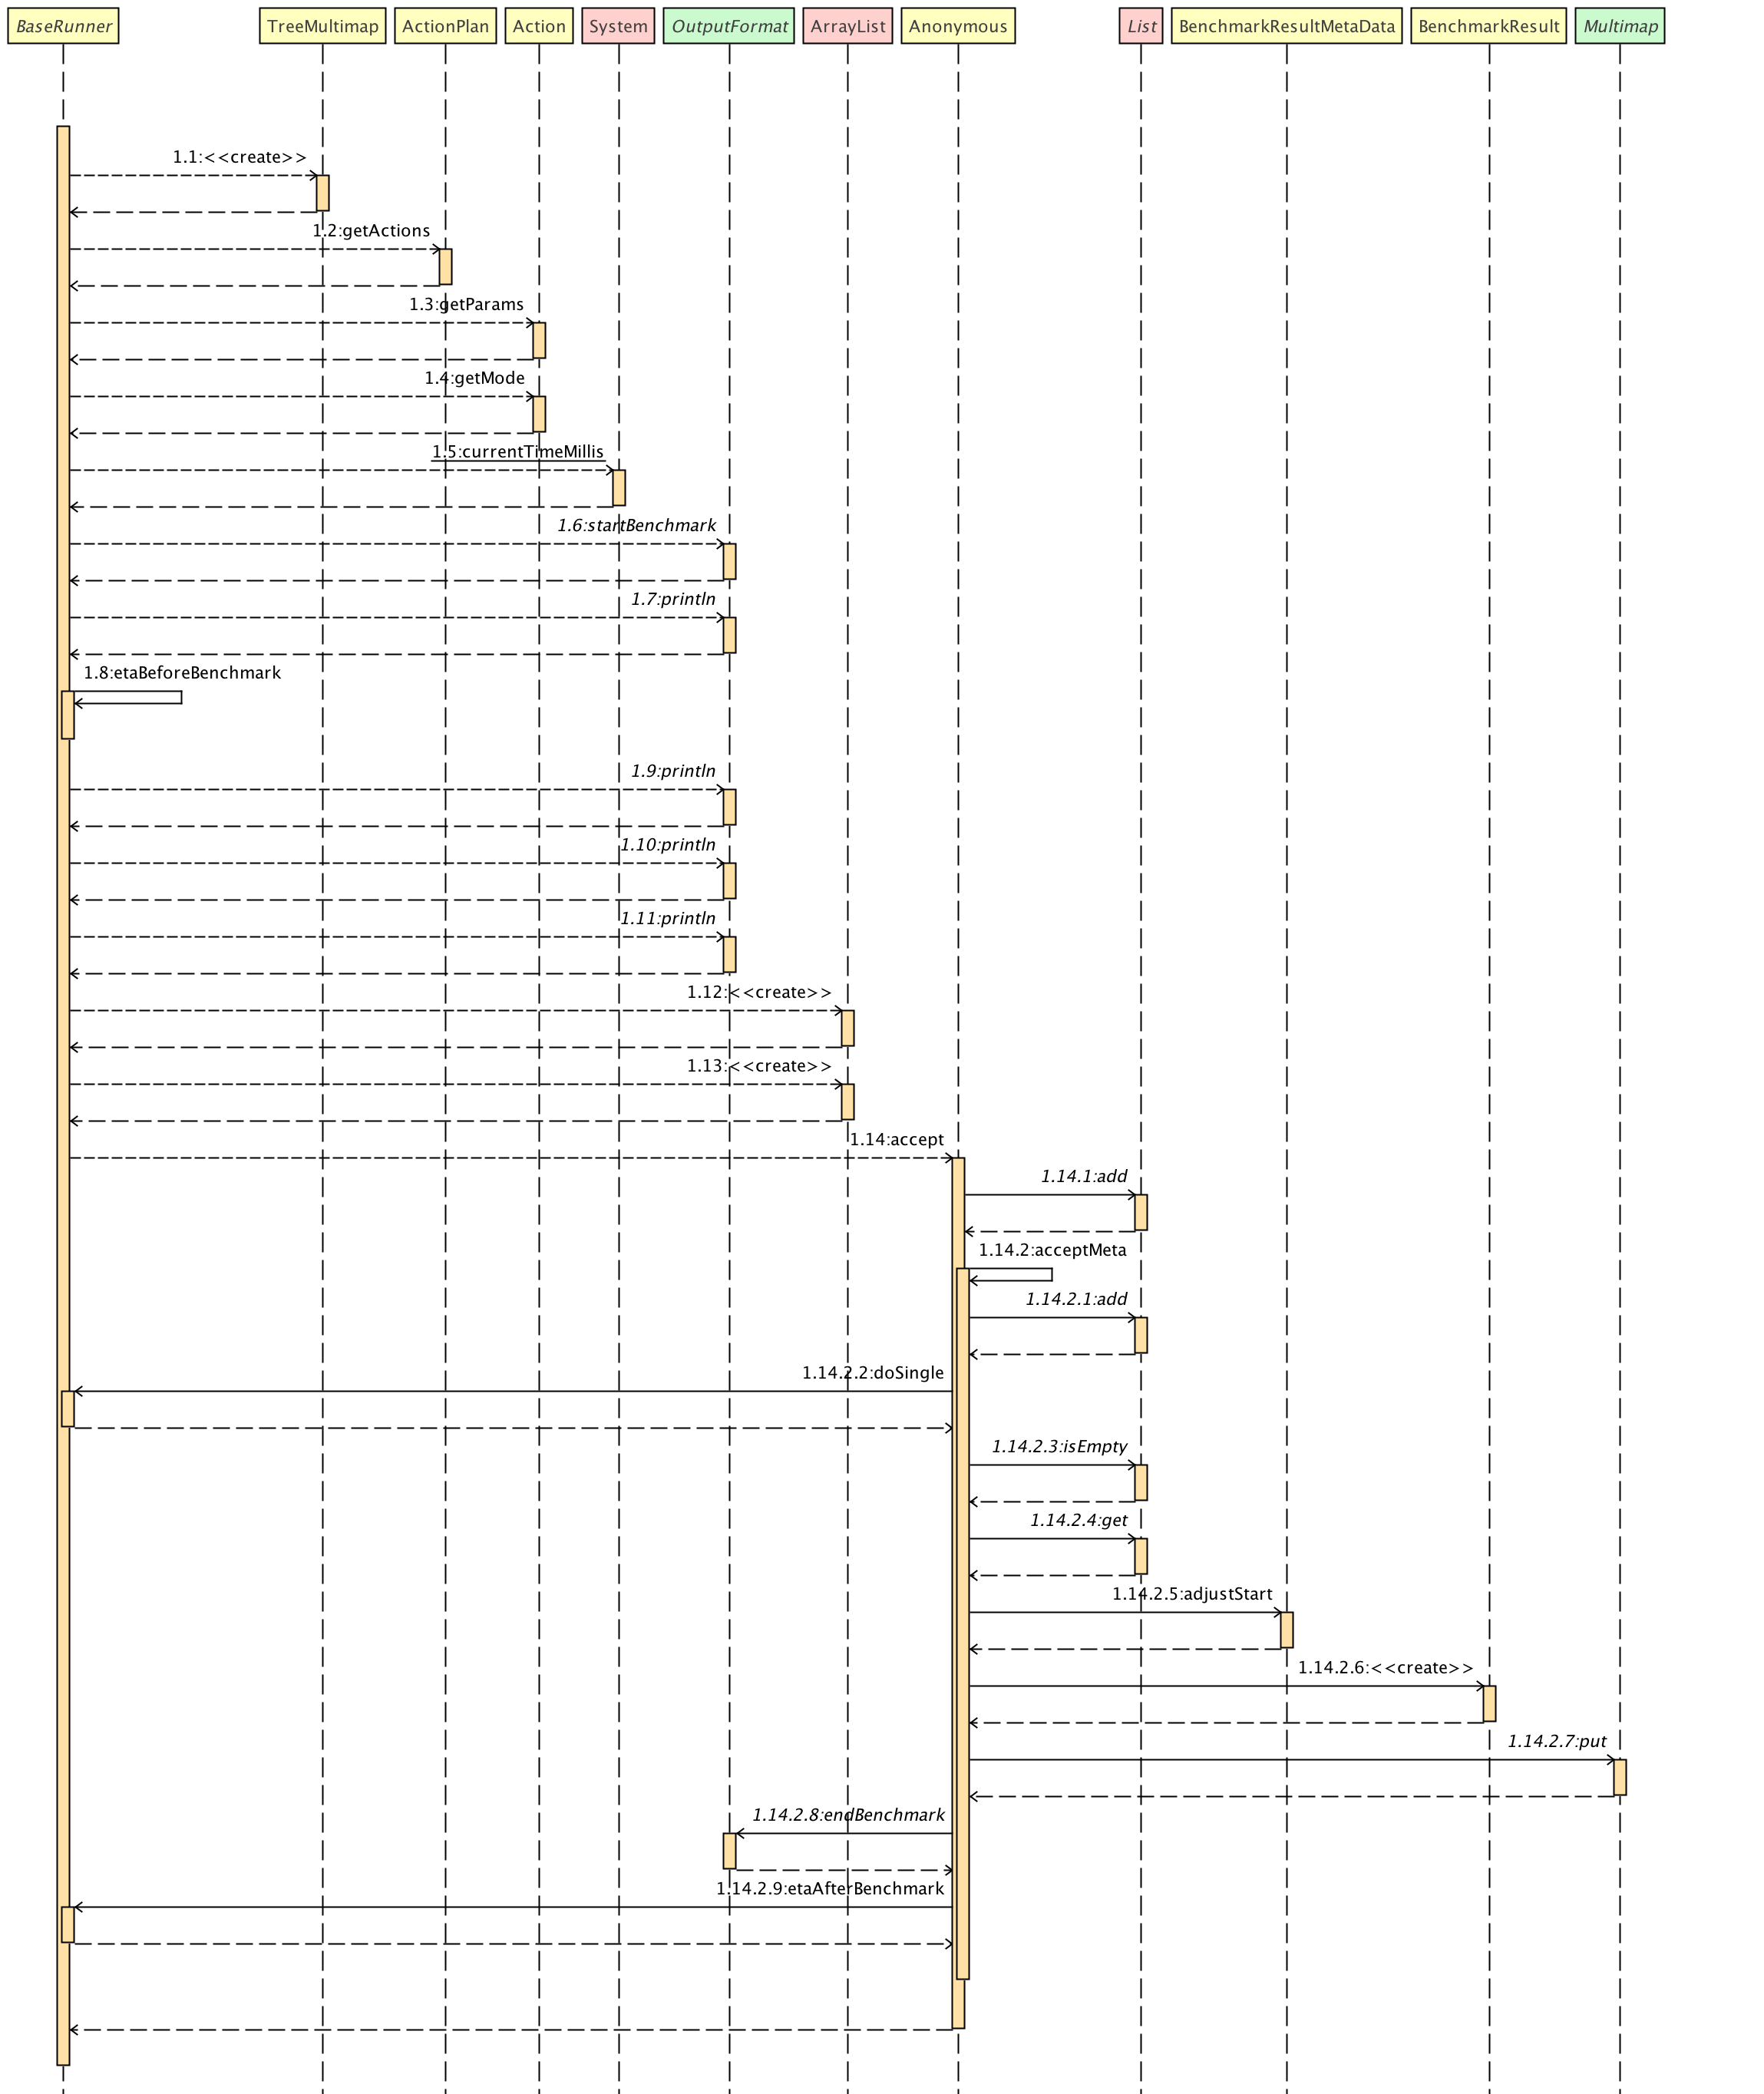 BaseRunner TreeMultimap ActionPlan Action System OutputFormat ArrayList Anonymous List BenchmarkResultMetaData BenchmarkResult Multimap
1.1:<<create>>
1.2:getActions
1.3:getParams
1.4:getMode
1.5:currentTimeMillis
1.6:startBenchmark
1.7:println
1.8:etaBeforeBenchmark
1.9:println
1.10:println
1.11:println
1.12:<<create>>
1.13:<<create>>
1.14:accept
1.14.1:add
1.14.2:acceptMeta
1.14.2.1:add
1.14.2.2:doSingle
1.14.2.3:isEmpty
1.14.2.4:get
1.14.2.5:adjustStart
1.14.2.6:<<create>>
1.14.2.7:put
1.14.2.8:endBenchmark
1.14.2.9:etaAfterBenchmark